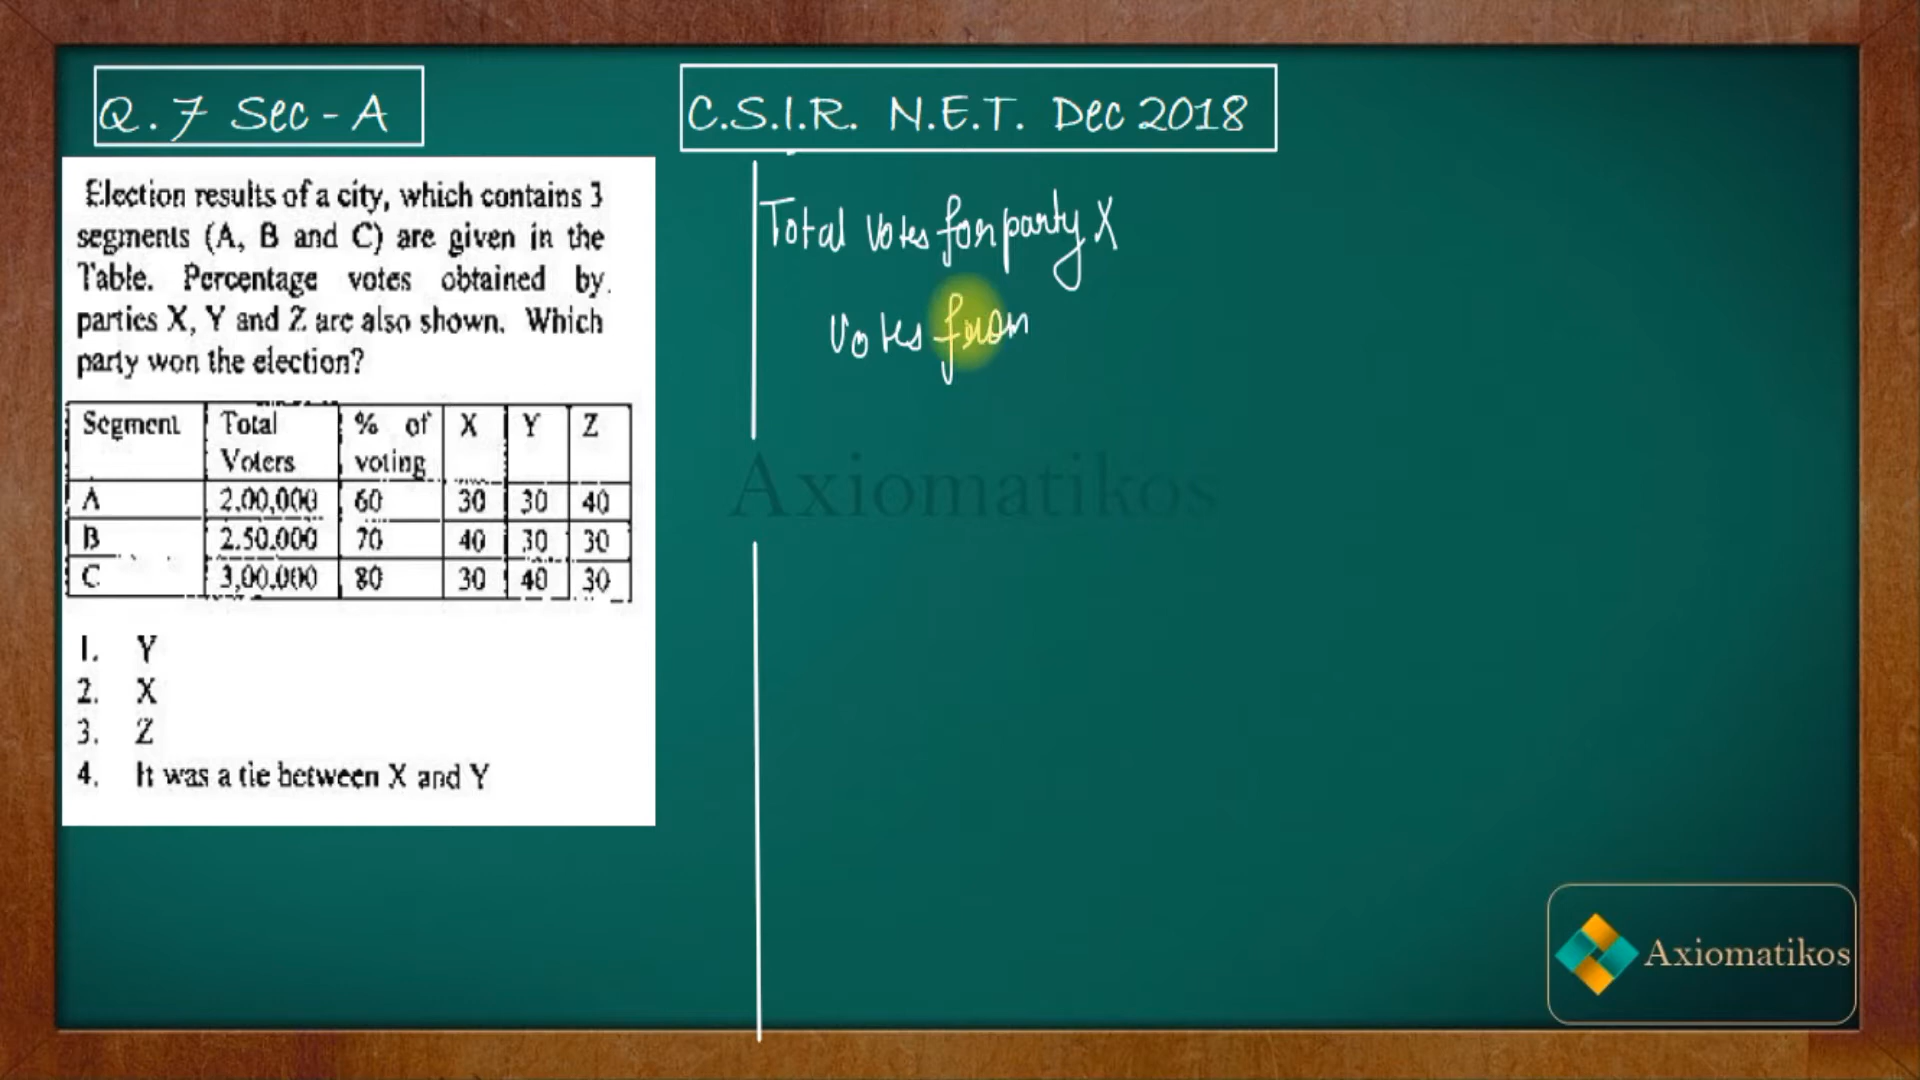 Q. 7 Sec - A
C.S.I.R. N.E.T. Dec 2018
Election results of a city, which contains 3
segments (A, B and C) are given in the
Table. Percentage votes obtained by
parties X, Y and Z are also shown. Which
party won the election?
Segment Total Voters % of voting X Y Z
A 2,00,000 60 30 30 40
B 2.50.000 70 40 30 30
C 3,00,000 80 30 40 30
1. Y
2. X
3. Z
4. It was a tie between X and Y
Total Votes for party X
Votes from
Axiomatikos
Axiomatikos